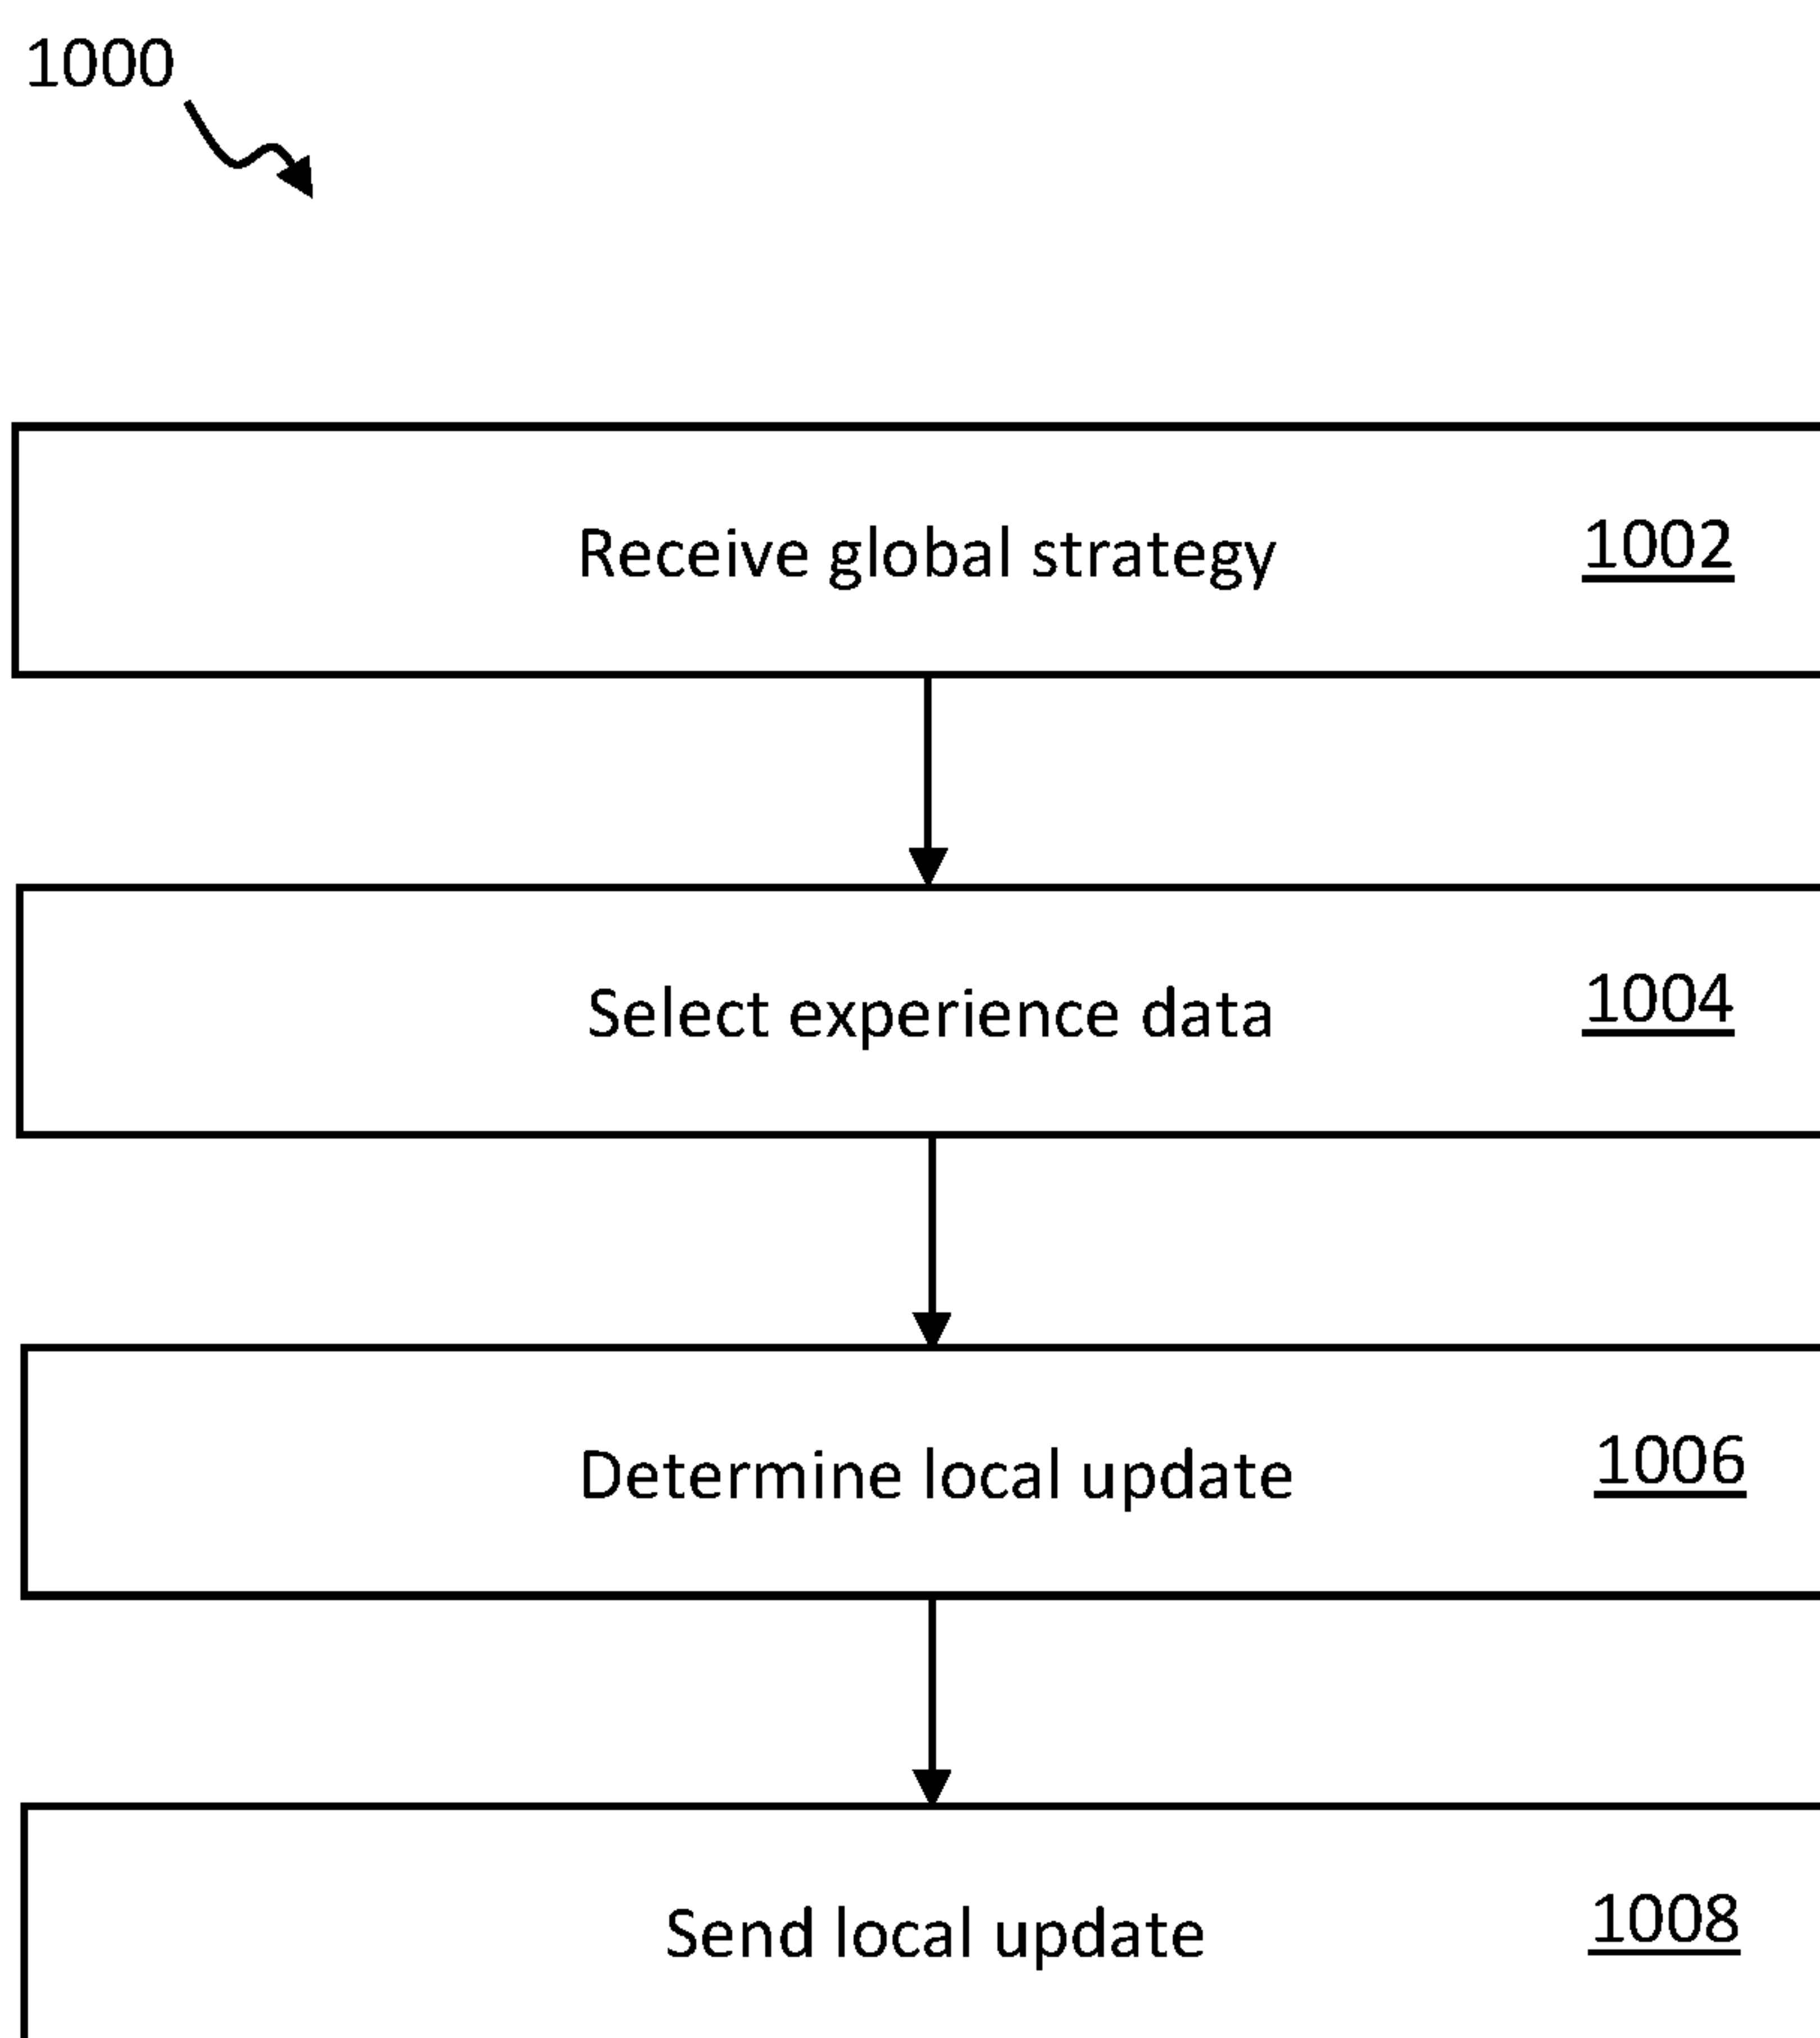 1000
Receive global strategy 1002
Select experience data 1004
Determine local update 1006
Send local update 1008